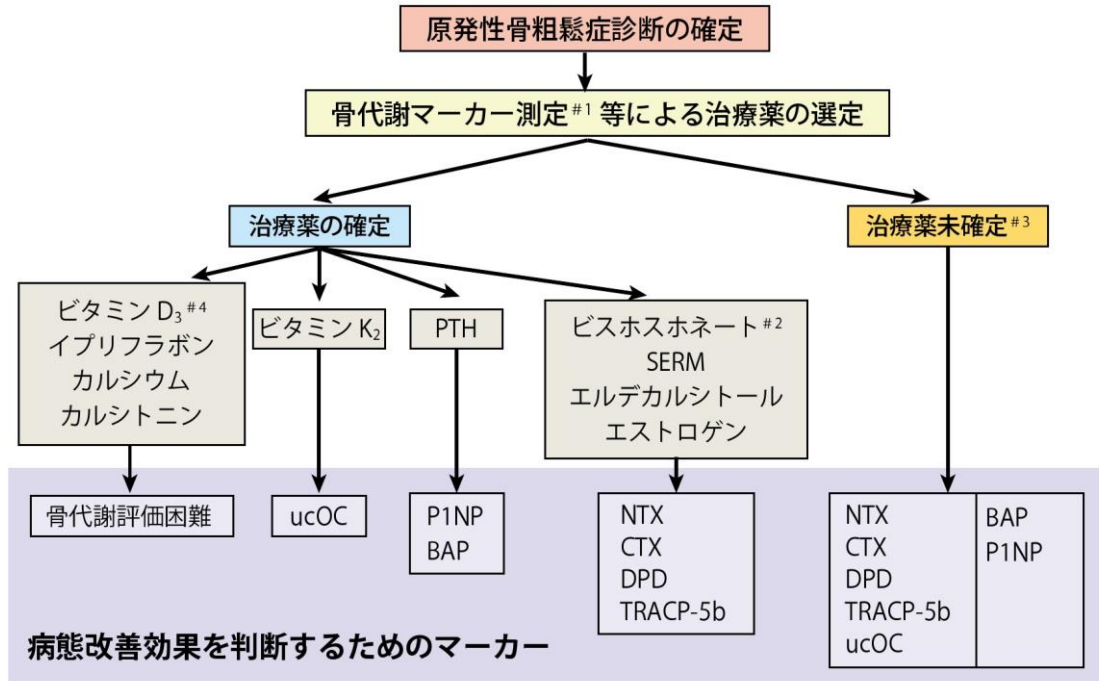 原発性骨粗鬆症診断の確定
骨代謝マーカー測定#1等による治療薬の選定
治療薬の確定
治療薬未確定#3
ビタミン D3#4
イプリフラボン
カルシウム
カルシトニン
ビタミン K2
PTH
ビスホスホネート#2
SERM
エルデカルシトール
エストロゲン
骨代謝評価困難
ucOC
P1NP
BAP
NTX
CTX
DPD
TRACP-5b
NTX
CTX
DPD
TRACP-5b
ucOC
BAP
P1NP
病態改善効果を判断するためのマーカー